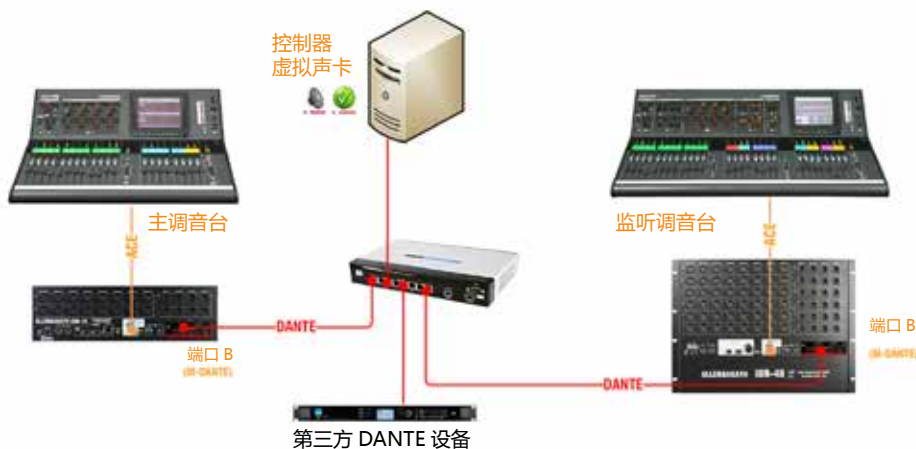 控制器
虚拟声卡
主调音台
监听调音台
ACE
ACE
DANTE
端口 B
(M-DANTE)
端口 B
(M-DANTE)
DANTE
第三方 DANTE 设备